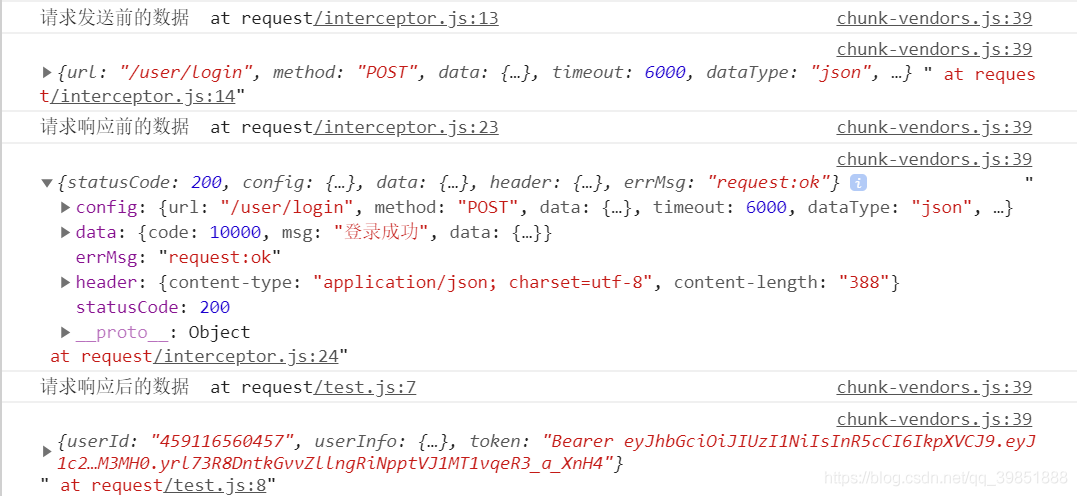 请求发送前的数据 at request/interceptor.js:13 chunk-vendors.js:39
chunk-vendors.js:39
▶{url: "/user/login", method: "POST", data: {…}, timeout: 6000, dataType: "json", …} " at reques
t/interceptor.js:14"
请求响应前的数据 at request/interceptor.js:23 chunk-vendors.js:39
chunk-vendors.js:39
▼{statusCode: 200, config: {…}, data: {…}, header: {…}, errMsg: "request:ok"} i "
▶config: {url: "/user/login", method: "POST", data: {…}, timeout: 6000, dataType: "json", …}
▶data: {code: 10000, msg: "登录成功", data: {…}}
errMsg: "request:ok"
▶header: {content-type: "application/json; charset=utf-8", content-length: "388"}
statusCode: 200
▶__proto__: Object
at request/interceptor.js:24"
请求响应后的数据 at request/test.js:7 chunk-vendors.js:39
chunk-vendors.js:39
▶{userId: "459116560457", userInfo: {…}, token: "Bearer eyJhbGciOiJIUzI1NiIsInR5cCI6IkpXVCJ9.eyJ
1c2…M3MH0.yrl73R8DntkGvvZllngRiNpptVJ1MT1vqeR3_a_XnH4"}
" at request/test.js:8"
https://blog.csdn.net/qq_39851888